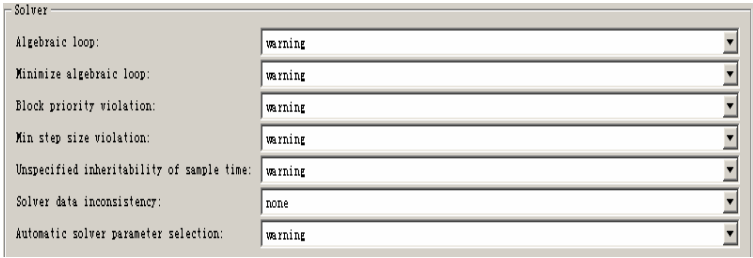 Solver
Algebraic loop: warning
Minimize algebraic loop: warning
Block priority violation: warning
Min step size violation: warning
Unspecified inheritability of sample time: warning
Solver data inconsistency: none
Automatic solver parameter selection: warning